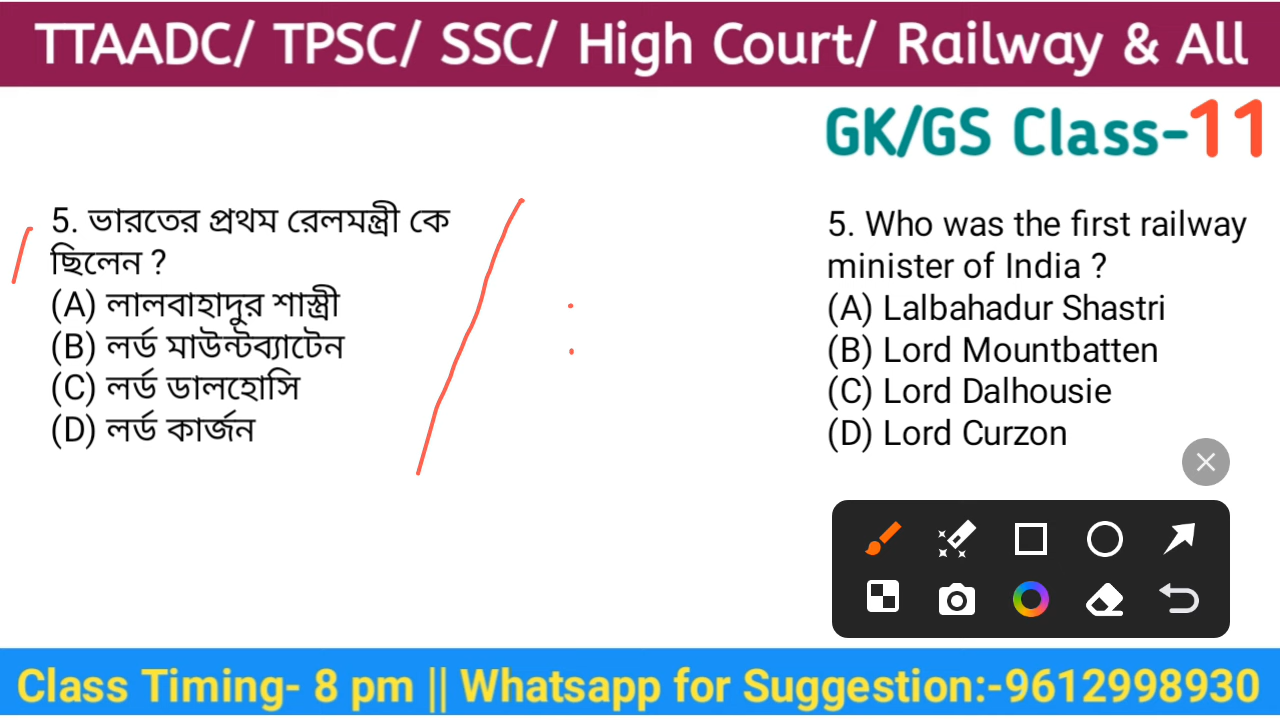 TTAADC/ TPSC/ SSC/ High Court/ Railway & All
GK/GS Class-11
5. ভারতের প্রথম রেলমন্ত্রী কে
ছিলেন ?
(A) লালবাহাদুর শাস্ত্রী
(B) লর্ড মাউন্টব্যাটেন
(C) লর্ড ডালহোসি
(D) লর্ড কার্জন
5. Who was the first railway
minister of India ?
(A) Lalbahadur Shastri
(B) Lord Mountbatten
(C) Lord Dalhousie
(D) Lord Curzon
Class Timing- 8 pm || Whatsapp for Suggestion:-9612998930